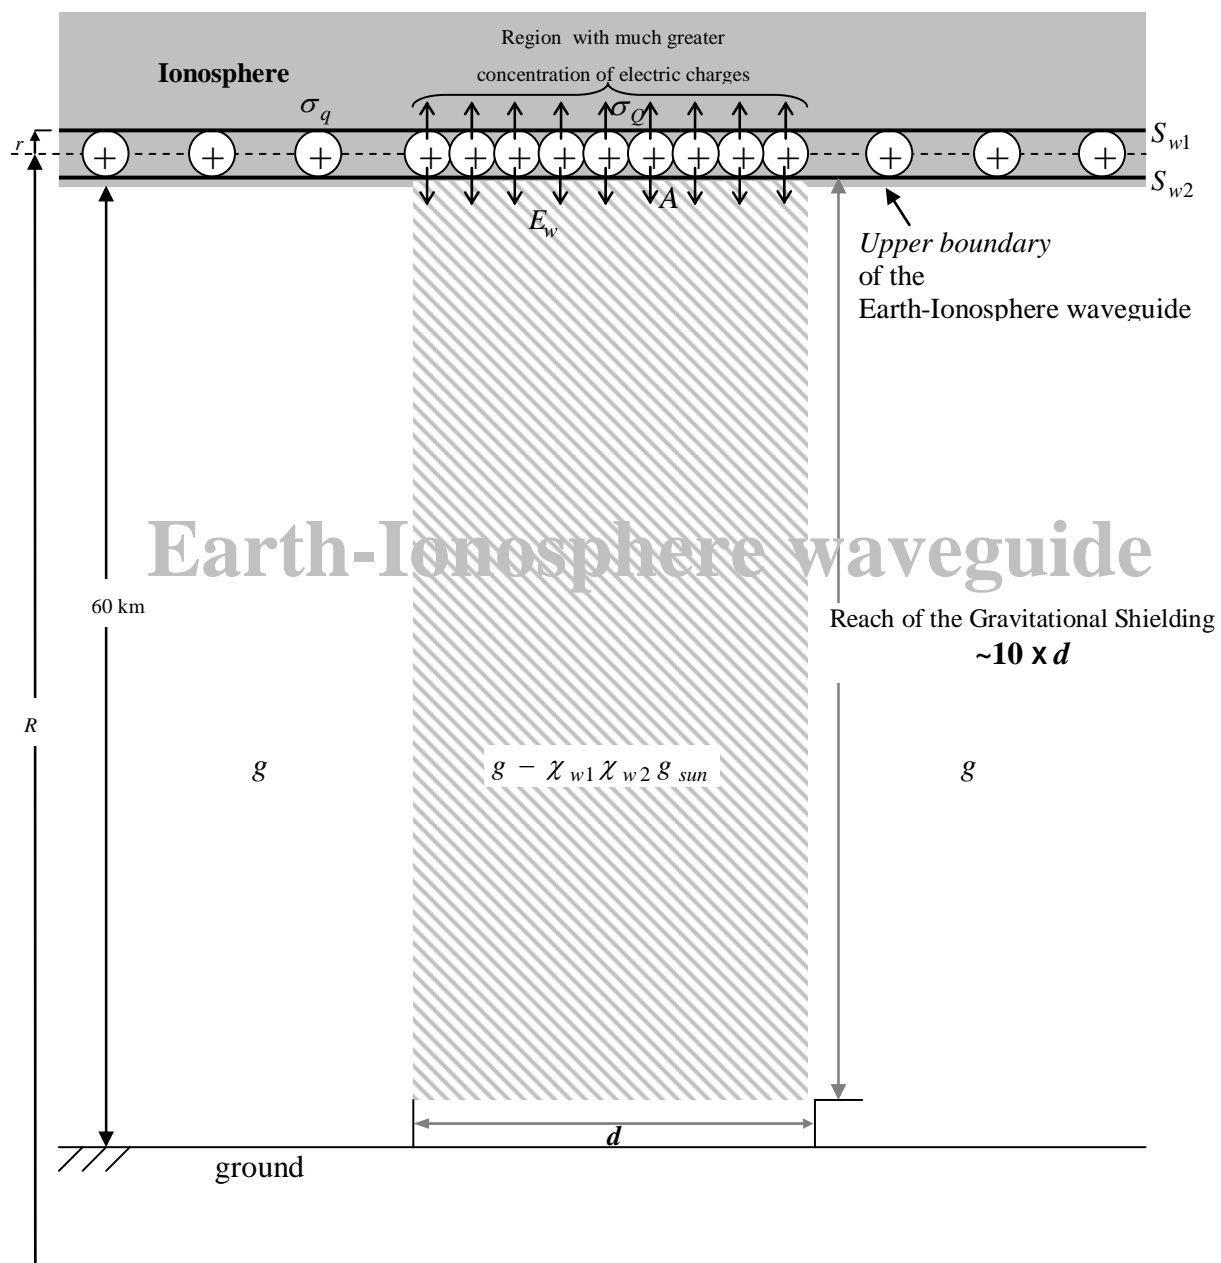 Region with much greater
concentration of electric charges
Ionosphere
σq
σQ
r
Sw1
+ + + + + + + + + + + + + + +
Sw2
A
Ew
Upper boundary
of the
Earth-Ionosphere waveguide
Earth-Ionosphere waveguide
60 km
Reach of the Gravitational Shielding
~10 x d
R
g
g − χw1 χw2 gsun
g
d
ground